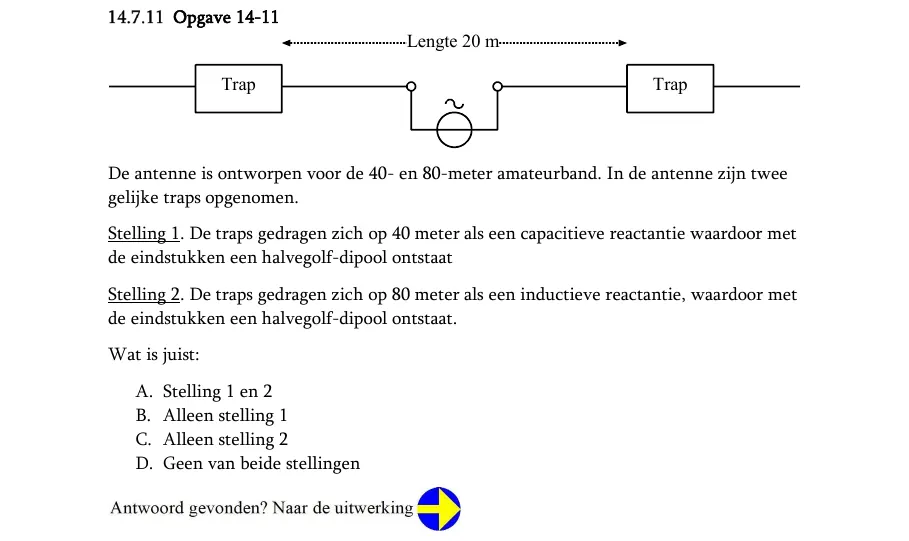 14.7.11 Opgave 14-11
Lengte 20 m
Trap
Trap
De antenne is ontworpen voor de 40- en 80-meter amateurband. In de antenne zijn twee
gelijke traps opgenomen.
Stelling 1. De traps gedragen zich op 40 meter als een capacitieve reactantie waardoor met
de eindstukken een halvegolf-dipool ontstaat
Stelling 2. De traps gedragen zich op 80 meter als een inductieve reactantie, waardoor met
de eindstukken een halvegolf-dipool ontstaat.
Wat is juist:
A. Stelling 1 en 2
B. Alleen stelling 1
C. Alleen stelling 2
D. Geen van beide stellingen
Antwoord gevonden? Naar de uitwerking